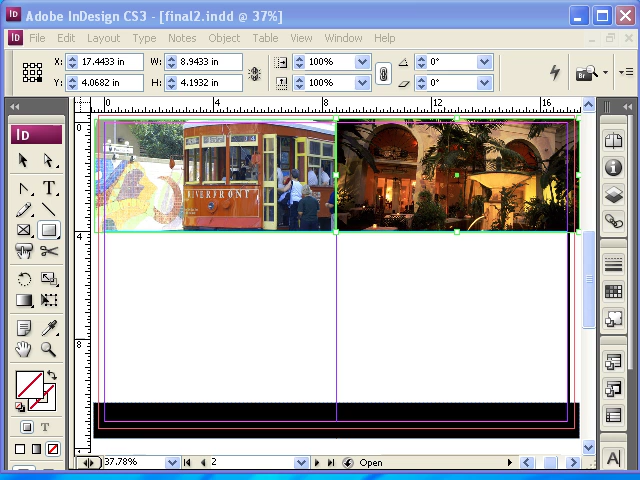 Adobe InDesign CS3 - [final2.indd @ 37%]
File Edit Layout Type Notes Object Table View Window Help
X: 17.4433 in W: 8.9433 in 100% 0°
Y: 4.0682 in H: 4.1932 in 100% 0°
Br
0 4 8 12 16
ID
0
RIVERFRONT
T
4
8
T
A
37.78% 2 Open